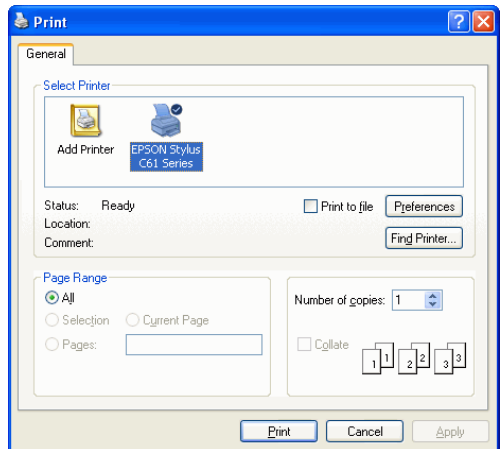 Print
General
Select Printer
Add Printer
EPSON Stylus
C61 Series
Status: Ready
Print to file
Preferences
Location:
Comment:
Find Printer...
Page Range
All
Selection
Current Page
Pages:
Number of copies: 1
Collate
1 1 2 2 3 3
Print
Cancel
Apply